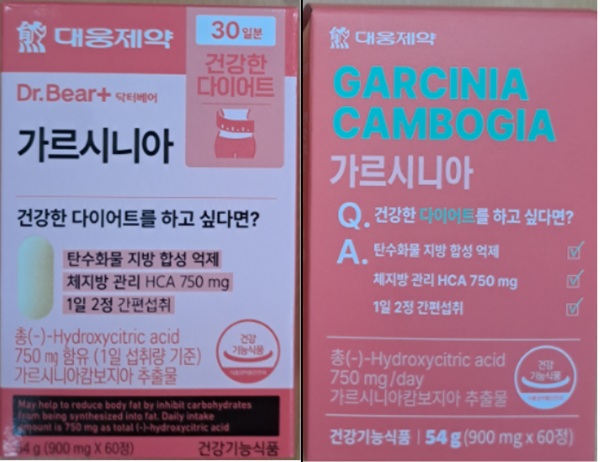 대웅제약
30일분
건강한
다이어트
Dr.Bear+ 닥터베어
가르시니아
건강한 다이어트를 하고 싶다면?
탄수화물 지방 합성 억제
체지방 관리 HCA 750 mg
1일 2정 간편섭취
총(-)-Hydroxycitric acid
750 mg 함유 (1일 섭취량 기준)
가르시니아캄보지아 추출물
건강
기능식품
May help to reduce body fat by inhibit carbohydrates
from being synthesized into fat. Daily intake
amount is 750 mg as total (-)-hydroxycitric acid
54 g (900 mg X 60정)
건강기능식품
대웅제약
GARCINIA
CAMBOGIA
가르시니아
Q. 건강한 다이어트를 하고 싶다면?
A. 탄수화물 지방 합성 억제
체지방 관리 HCA 750 mg
1일 2정 간편섭취
총(-)-Hydroxycitric acid
750 mg/day
가르시니아캄보지아 추출물
건강
기능식품
건강기능식품 | 54 g (900 mg X 60정)